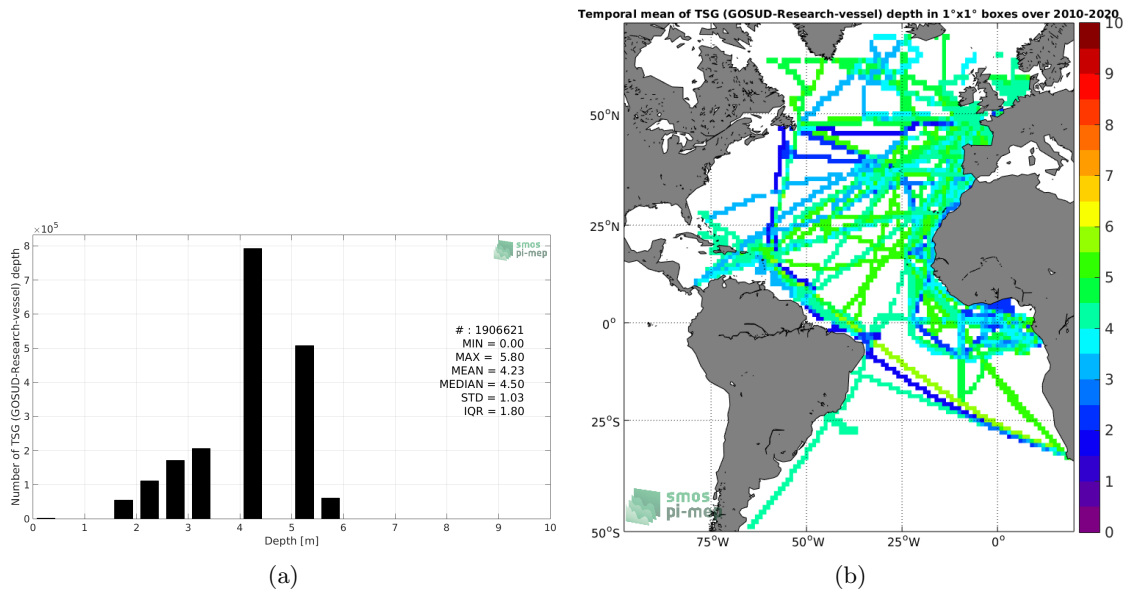 ×10⁵
8
7
6
5
4
3
2
1
0
Number of TSG (GOSUD-Research-vessel) depth
0 1 2 3 4 5 6 7 8 9 10
Depth [m]
smos
pi-mep
# : 1906621
MIN = 0.00
MAX = 5.80
MEAN = 4.23
MEDIAN = 4.50
STD = 1.03
IQR = 1.80
(a)
Temporal mean of TSG (GOSUD-Research-vessel) depth in 1°x1° boxes over 2010-2020
50°N
25°N
0°
25°S
50°S
75°W 50°W 25°W 0°
smos
pi-mep
10
9
8
7
6
5
4
3
2
1
0
(b)